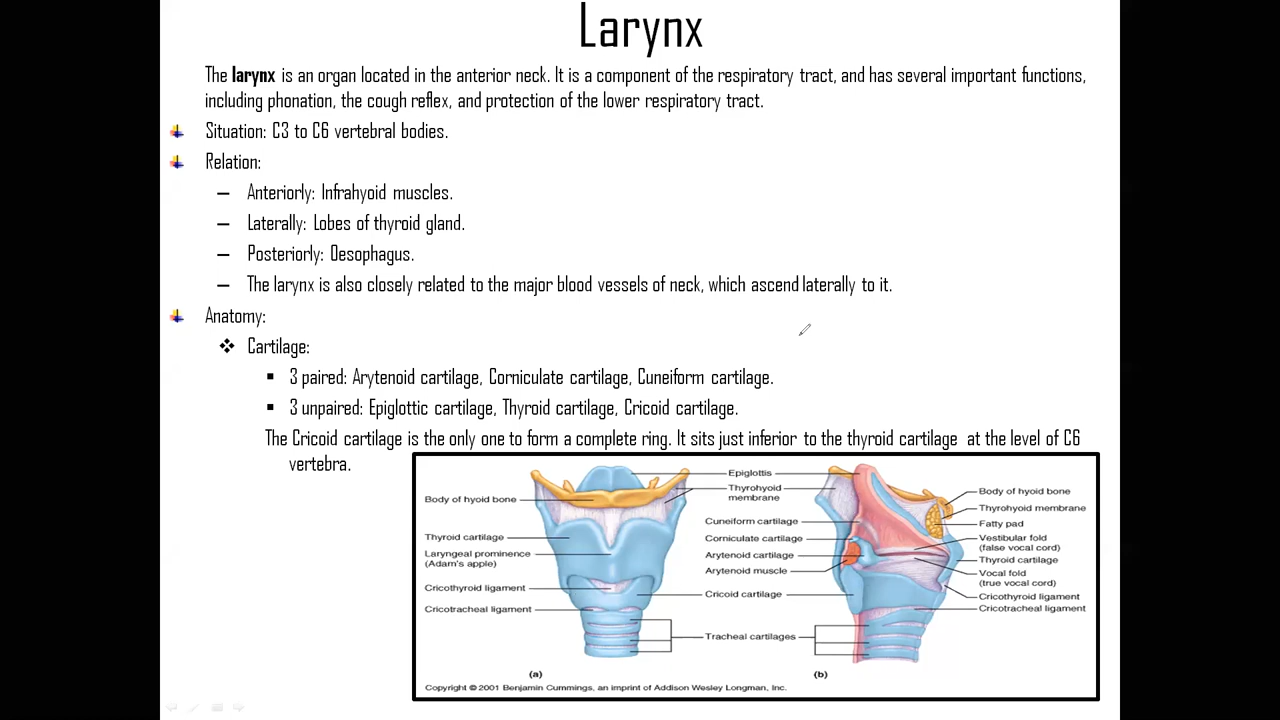 Larynx
The larynx is an organ located in the anterior neck. It is a component of the respiratory tract, and has several important functions,
including phonation, the cough reflex, and protection of the lower respiratory tract.
Situation: C3 to C6 vertebral bodies.
Relation:
– Anteriorly: Infrahyoid muscles.
– Laterally: Lobes of thyroid gland.
– Posteriorly: Oesophagus.
– The larynx is also closely related to the major blood vessels of neck, which ascend laterally to it.
Anatomy:
❖ Cartilage:
▪ 3 paired: Arytenoid cartilage, Corniculate cartilage, Cuneiform cartilage.
▪ 3 unpaired: Epiglottic cartilage, Thyroid cartilage, Cricoid cartilage.
The Cricoid cartilage is the only one to form a complete ring. It sits just inferior to the thyroid cartilage at the level of C6
vertebra.
Body of hyoid bone
Thyroid cartilage
Laryngeal prominence
(Adam's apple)
Cricothyroid ligament
Cricotracheal ligament
Epiglottis
Thyrohyoid
membrane
Cuneiform cartilage
Corniculate cartilage
Arytenoid cartilage
Arytenoid muscle
Cricoid cartilage
Tracheal cartilages
Body of hyoid bone
Thyrohyoid membrane
Fatty pad
Vestibular fold
(false vocal cord)
Thyroid cartilage
Vocal fold
(true vocal cord)
Cricothyroid ligament
Cricotracheal ligament
(a)
(b)
Copyright © 2001 Benjamin Cummings, an imprint of Addison Wesley Longman, Inc.